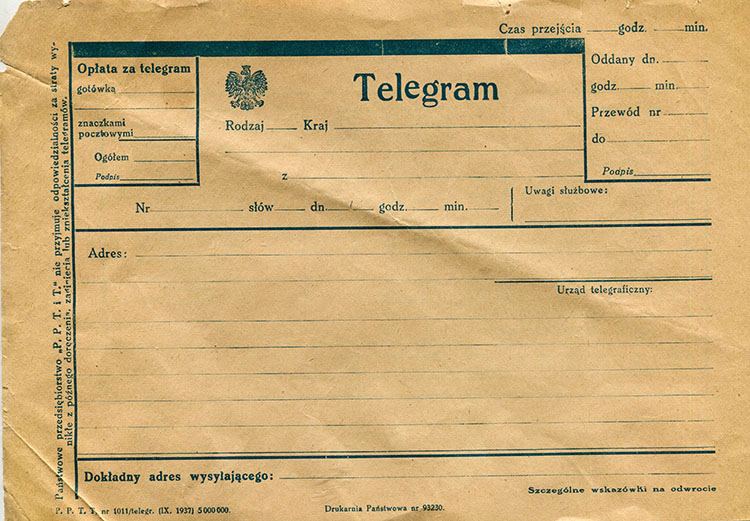 Czas przejścia godz. min.
Opłata za telegram
gotówką
znaczkami
pocztowymi
Ogółem
Podpis
Telegram
Rodzaj Kraj
z
Oddany dn.
godz. min.
Przewód nr
do
Podpis
Nr słów dn. godz. min.
Uwagi służbowe:
Adres:
Urząd telegraficzny:
Dokładny adres wysyłającego:
Szczególne wskazówki na odwrocie
P. P. T. T. nr 1011/telegr. (IX. 1937) 5 000 000.
Drukarnia Państwowa nr 93230.
Państwowe przedsiębiorstwo „P. P. T. i T.“ nie przyjmuje odpowiedzialności za straty wy-
nikłe z późnego doręczenia, zaginięcia lub zniekształcenia telegramów.